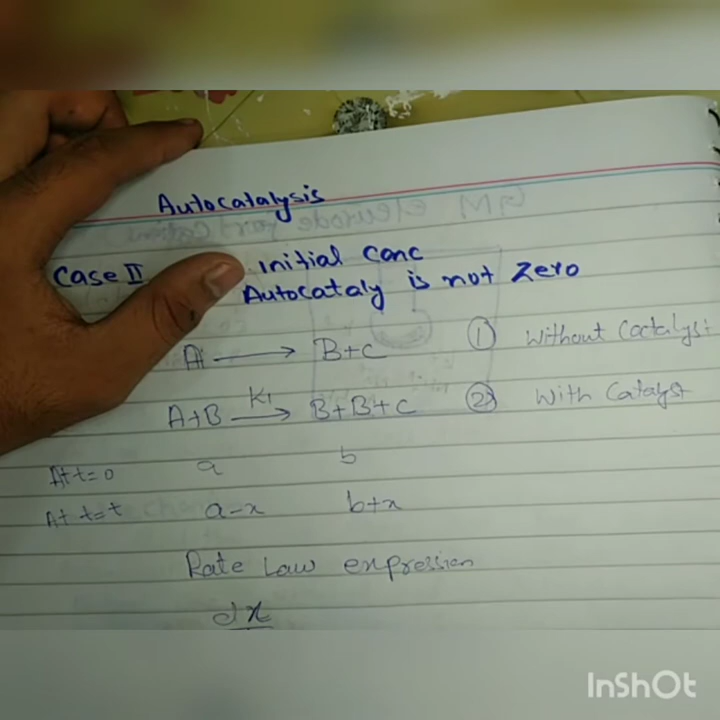 Autocatalysis
Case II initial Conc
Autocataly is not Zero
A ⟶ B+C ① Without Coctalyst
A+B K₁⟶ B+B+C ② With Catalyst
At t=0 a b
At t=t a-x b+x
Rate Law expression
dx
InShOt